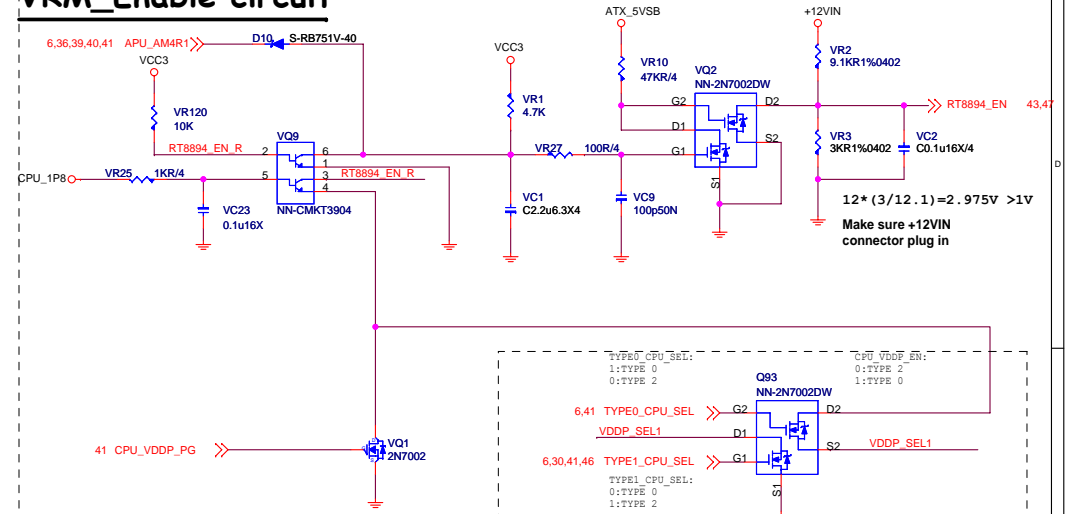 VRM_Enable circuit
ATX_5VSB
+12VIN
6,36,39,40,41 APU_AM4R1
D10 S-RB751V-40
VCC3
VCC3
VR10
47KR/4
VQ2
NN-2N7002DW
VR2
9.1KR1%0402
VR120
10K
VR1
4.7K
G2
D2
RT8894_EN 43,47
D1
S2
VQ9
RT8894_EN_R 2 6
1
VR27 100R/4
G1
VR3
3KR1%0402
VC2
C0.1u16X/4
CPU_1P8
VR25 1KR/4
5 3 RT8894_EN_R
4
S1
D
VC23
0.1u16X
NN-CMKT3904
VC1
C2.2u6.3X4
VC9
100p50N
12*(3/12.1)=2.975V >1V
Make sure +12VIN
connector plug in
TYPE0_CPU_SEL:
1:TYPE 0
0:TYPE 2
CPU_VDDP_EN:
0:TYPE 2
1:TYPE 0
Q93
NN-2N7002DW
6,41 TYPE0_CPU_SEL
G2
D2
VDDP_SEL1
D1
S2
VDDP_SEL1
41 CPU_VDDP_PG
VQ1
2N7002
6,30,41,46 TYPE1_CPU_SEL
G1
TYPE1_CPU_SEL:
0:TYPE 0
1:TYPE 2
S1